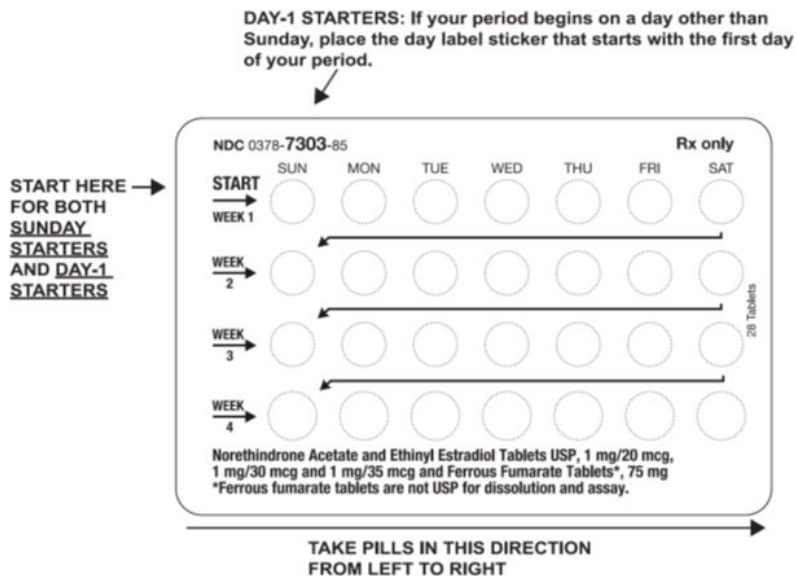 DAY-1 STARTERS: If your period begins on a day other than
Sunday, place the day label sticker that starts with the first day
of your period.
NDC 0378-7303-85 Rx only
SUN MON TUE WED THU FRI SAT
START HERE
FOR BOTH
SUNDAY
STARTERS
AND DAY-1
STARTERS
START
WEEK 1
WEEK
2
WEEK
3
WEEK
4
28 Tablets
Norethindrone Acetate and Ethinyl Estradiol Tablets USP, 1 mg/20 mcg,
1 mg/30 mcg and 1 mg/35 mcg and Ferrous Fumarate Tablets*, 75 mg
*Ferrous fumarate tablets are not USP for dissolution and assay.
TAKE PILLS IN THIS DIRECTION
FROM LEFT TO RIGHT